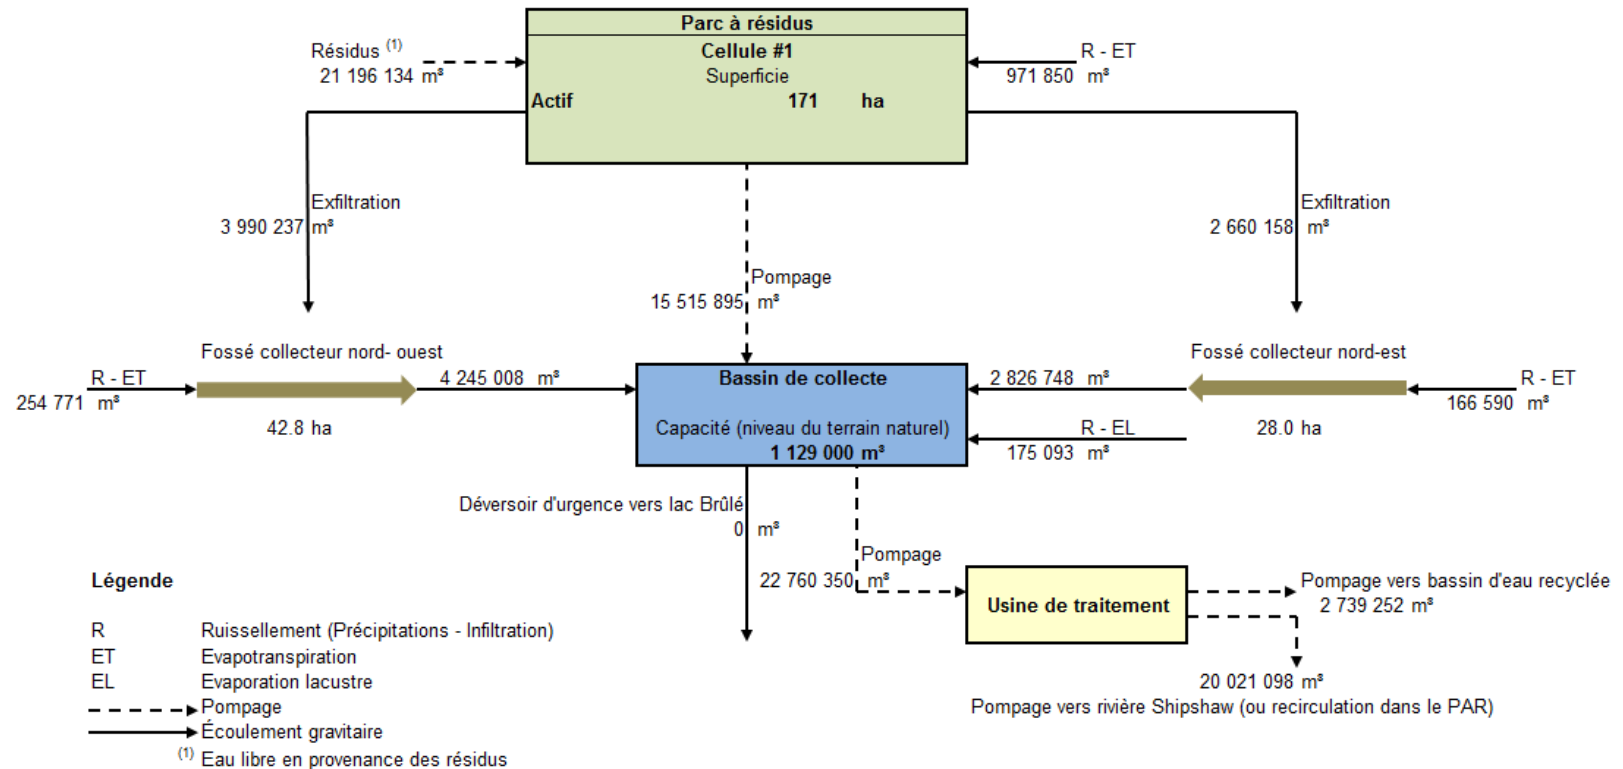 Parc à résidus
Cellule #1
Superficie
Actif 171 ha
Résidus (1)
21 196 134 m³
R - ET
971 850 m³
Exfiltration
3 990 237 m³
Exfiltration
2 660 158 m³
Pompage
15 515 895 m³
Fossé collecteur nord- ouest
Fossé collecteur nord-est
R - ET
254 771 m³
4 245 008 m³
42.8 ha
Bassin de collecte
Capacité (niveau du terrain naturel)
1 129 000 m³
2 826 748 m³
R - EL
175 093 m³
R - ET
166 590 m³
28.0 ha
Déversoir d'urgence vers lac Brûlé
0 m³
Pompage
22 760 350 m³
Usine de traitement
Pompage vers bassin d'eau recyclée
2 739 252 m³
20 021 098 m³
Pompage vers rivière Shipshaw (ou recirculation dans le PAR)
Légende
R Ruissellement (Précipitations - Infiltration)
ET Evapotranspiration
EL Evaporation lacustre
Pompage
Écoulement gravitaire
(1) Eau libre en provenance des résidus